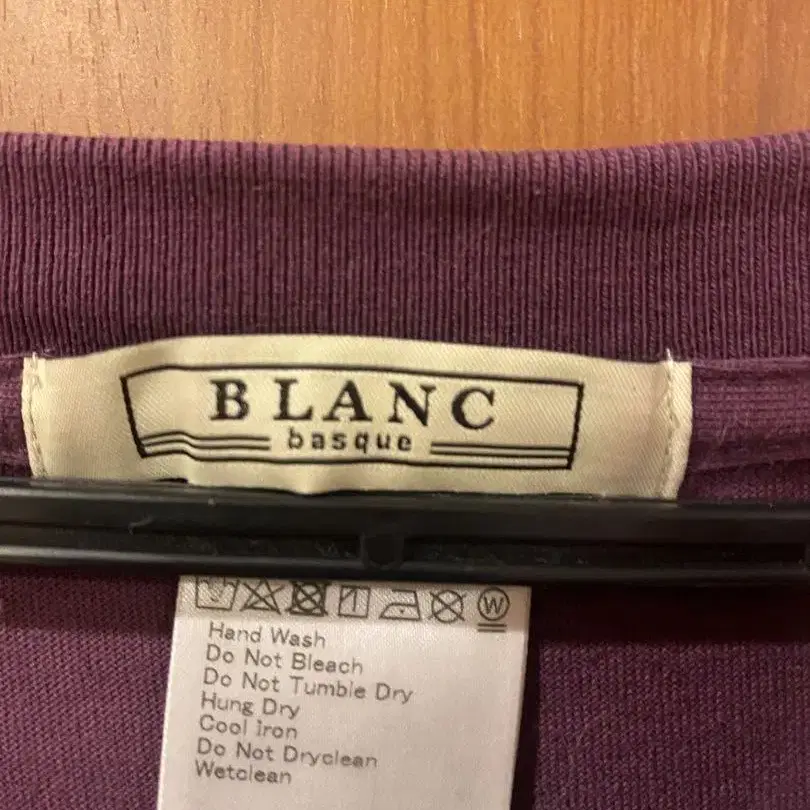 BLANC
basque
W
Hand Wash
Do Not Bleach
Do Not Tumble Dry
Hung Dry
Cool Iron
Do Not Dryclean
Wetclean